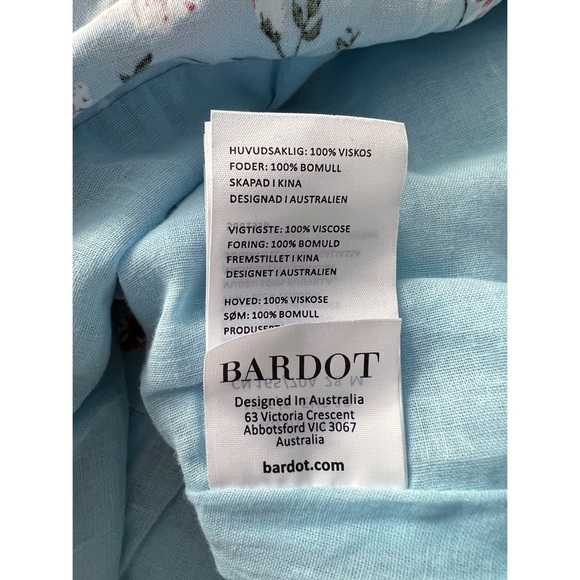 HUVUDSAKLIG: 100% VISKOS
FODER: 100% BOMULL
SKAPAD I KINA
DESIGNAD I AUSTRALIEN
VIGTIGSTE: 100% VISCOSE
FORING: 100% BOMULD
FREMSTILLET I KINA
DESIGNET I AUSTRALIEN
HOVED: 100% VISKOSE
SØM: 100% BOMULL
BARDOT
Designed In Australia
63 Victoria Crescent
Abbotsford VIC 3067
Australia
bardot.com